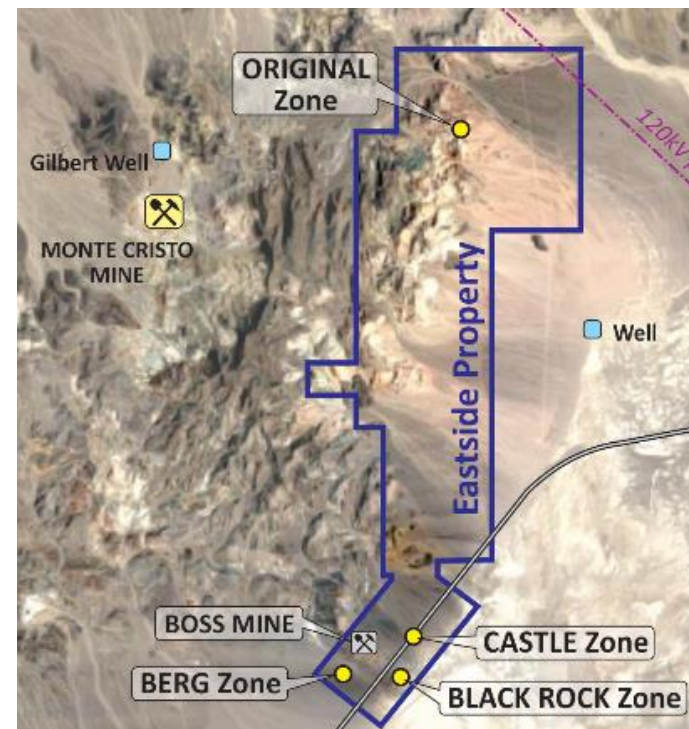 ORIGINAL
Zone
120kV
Gilbert Well
MONTE CRISTO
MINE
Eastside Property
Well
BOSS MINE
CASTLE Zone
BERG Zone
BLACK ROCK Zone